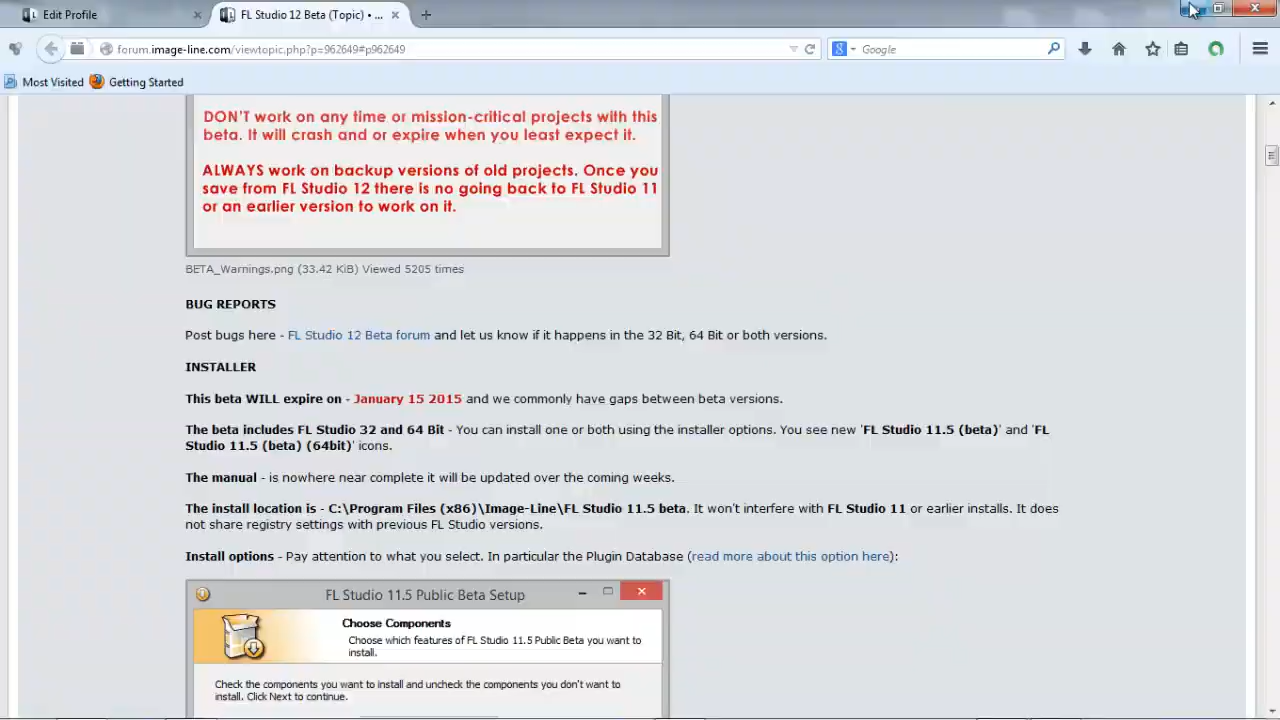 Edit Profile
FL Studio 12 Beta (Topic) • ...
forum.image-line.com/viewtopic.php?p=962649#p962649
Google
Most Visited
Getting Started
DON'T work on any time or mission-critical projects with this
beta. It will crash and or expire when you least expect it.
ALWAYS work on backup versions of old projects. Once you
save from FL Studio 12 there is no going back to FL Studio 11
or an earlier version to work on it.
BETA_Warnings.png (33.42 KiB) Viewed 5205 times
BUG REPORTS
Post bugs here - FL Studio 12 Beta forum and let us know if it happens in the 32 Bit, 64 Bit or both versions.
INSTALLER
This beta WILL expire on - January 15 2015 and we commonly have gaps between beta versions.
The beta includes FL Studio 32 and 64 Bit - You can install one or both using the installer options. You see new 'FL Studio 11.5 (beta)' and 'FL
Studio 11.5 (beta) (64bit)' icons.
The manual - is nowhere near complete it will be updated over the coming weeks.
The install location is - C:\Program Files (x86)\Image-Line\FL Studio 11.5 beta. It won't interfere with FL Studio 11 or earlier installs. It does
not share registry settings with previous FL Studio versions.
Install options - Pay attention to what you select. In particular the Plugin Database (read more about this option here):
FL Studio 11.5 Public Beta Setup
Choose Components
Choose which features of FL Studio 11.5 Public Beta you want to
install.
Check the components you want to install and uncheck the components you don't want to
install. Click Next to continue.